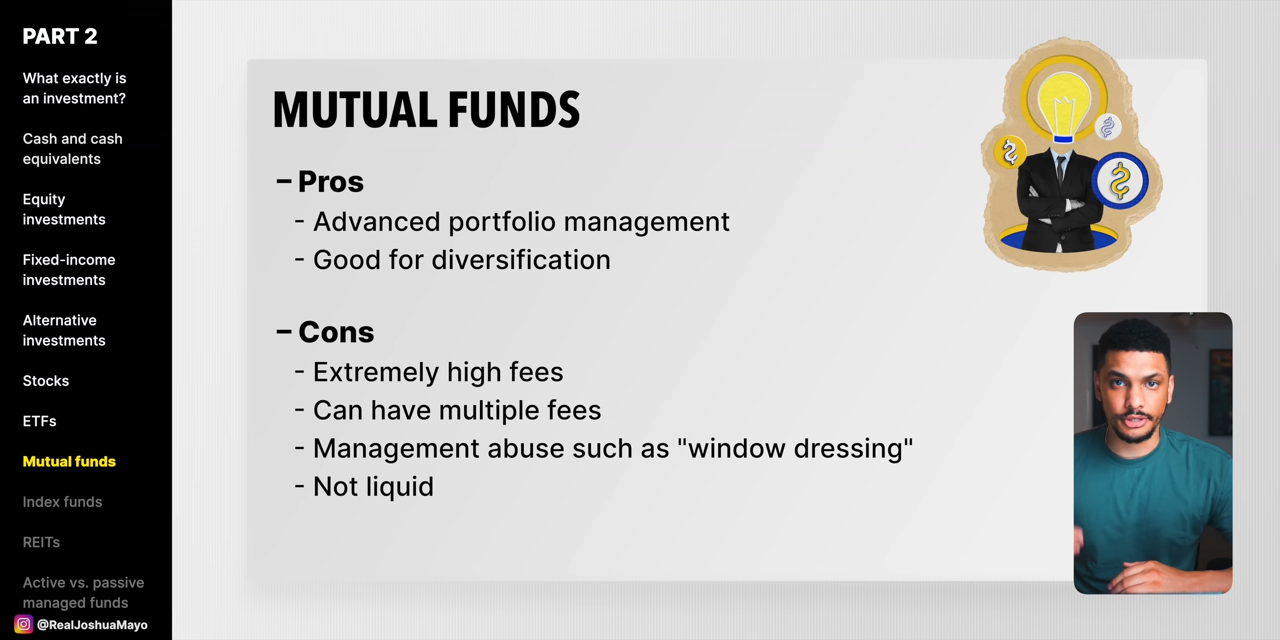 PART 2
What exactly is
an investment?
Cash and cash
equivalents
Equity
investments
Fixed-income
investments
Alternative
investments
Stocks
ETFs
Mutual funds
Index funds
REITs
Active vs. passive
managed funds
@RealJoshuaMayo
MUTUAL FUNDS
– Pros
- Advanced portfolio management
- Good for diversification
– Cons
- Extremely high fees
- Can have multiple fees
- Management abuse such as "window dressing"
- Not liquid